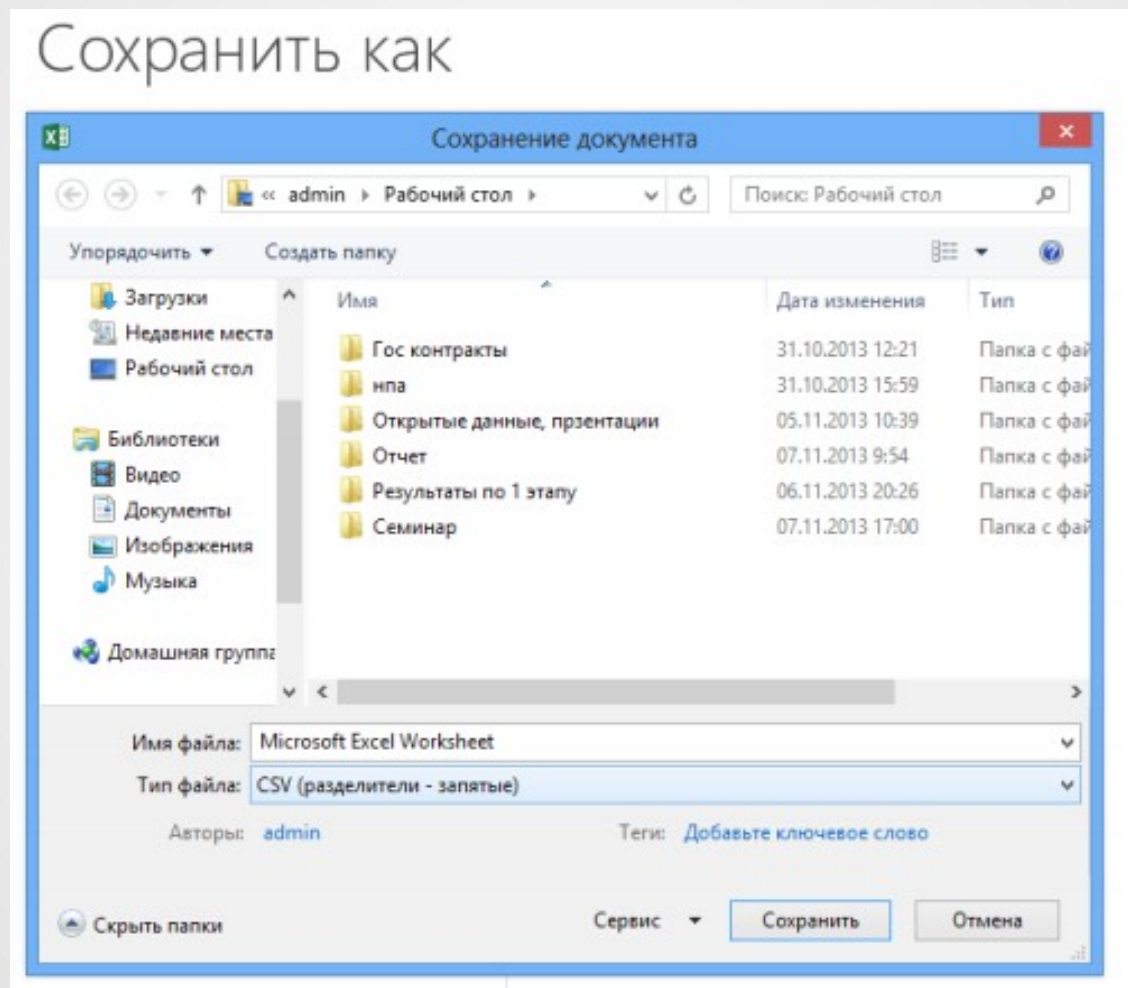 Сохранить как
Сохранение документа
« admin Рабочий стол
Поиск: Рабочий стол
Упорядочить
Создать папку
Загрузки
Недавние места
Рабочий стол
Библиотеки
Видео
Документы
Изображения
Музыка
Домашняя группа
Имя Дата изменения Тип
Гос контракты 31.10.2013 12:21 Папка с фай
нпа 31.10.2013 15:59 Папка с фай
Открытые данные, прзентации 05.11.2013 10:39 Папка с фай
Отчет 07.11.2013 9:54 Папка с фай
Результаты по 1 этапу 06.11.2013 20:26 Папка с фай
Семинар 07.11.2013 17:00 Папка с фай
Имя файла: Microsoft Excel Worksheet
Тип файла: CSV (разделители - запятые)
Авторы: admin Теги: Добавьте ключевое слово
Скрыть папки Сервис Сохранить Отмена